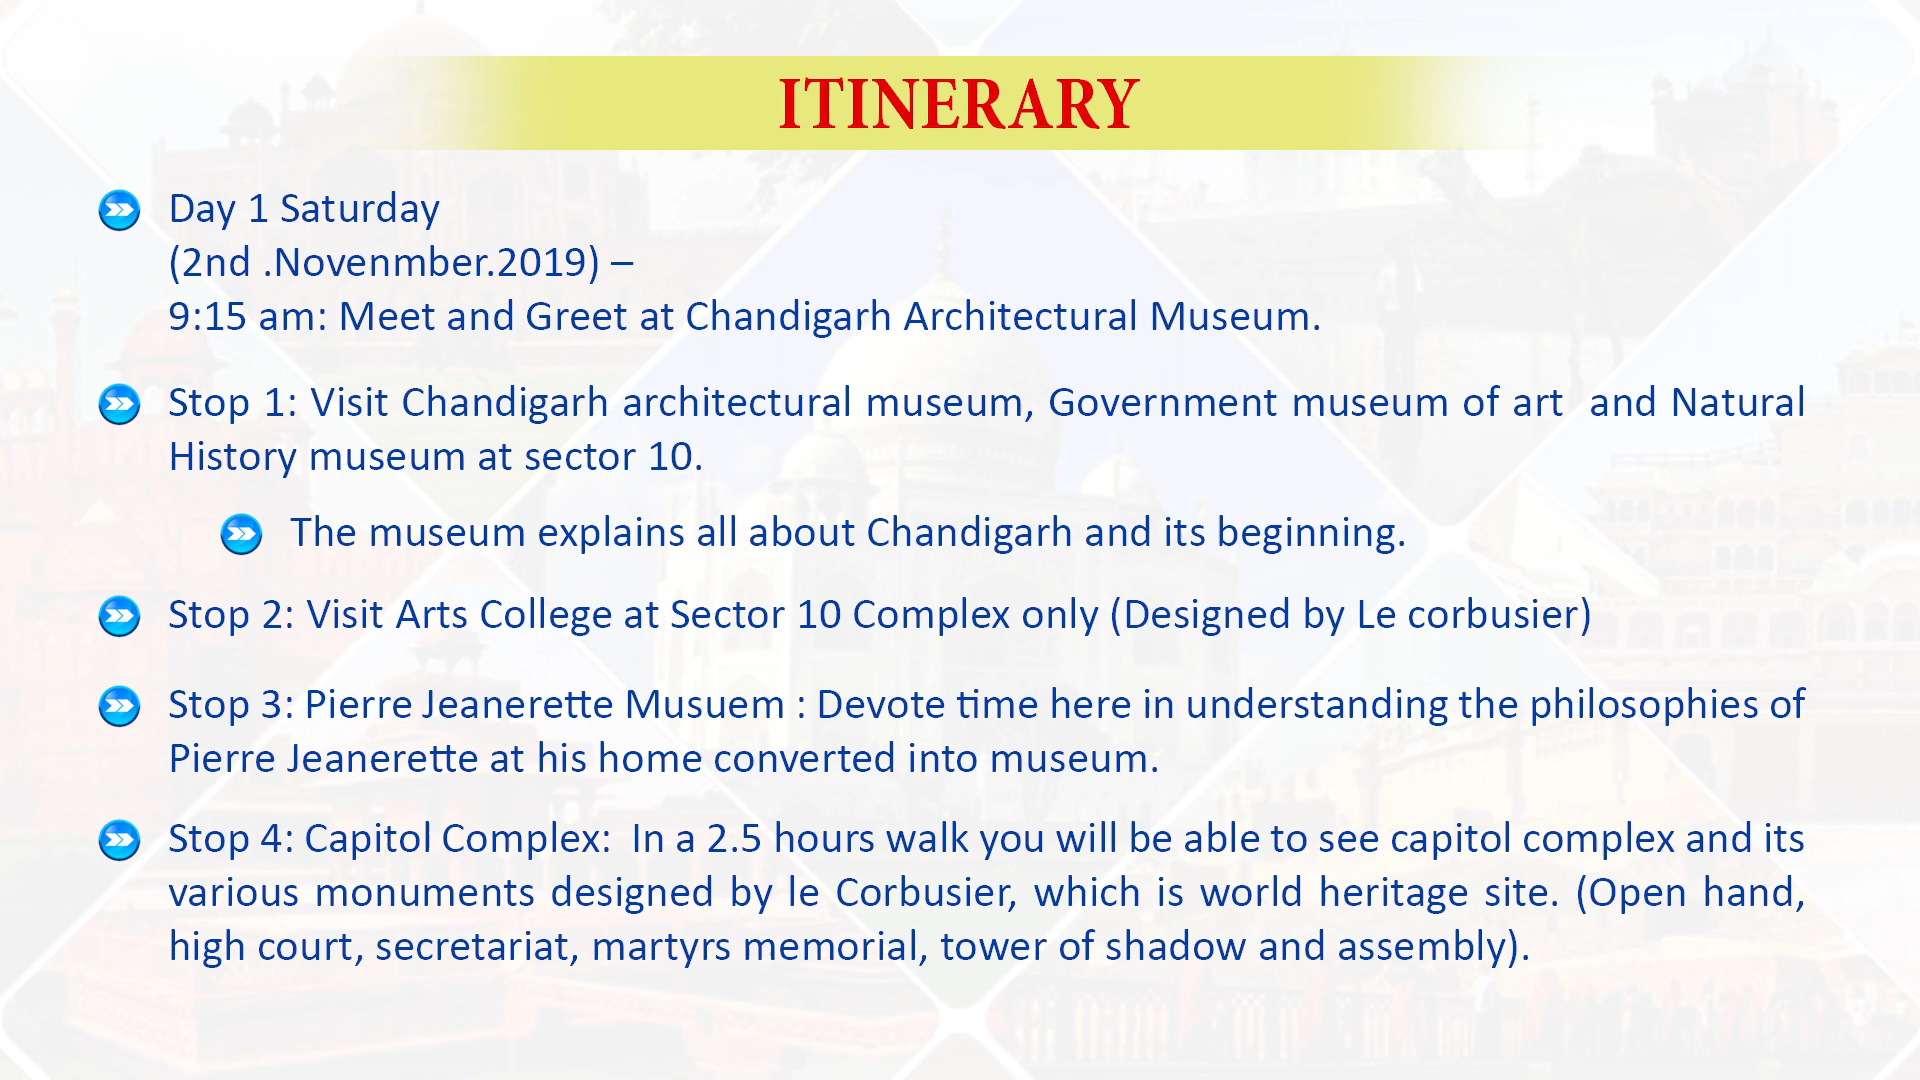 ITINERARY
Day 1 Saturday
(2nd .Novenmber.2019) –
9:15 am: Meet and Greet at Chandigarh Architectural Museum.
Stop 1: Visit Chandigarh architectural museum, Government museum of art  and Natural
History museum at sector 10.
The museum explains all about Chandigarh and its beginning.
Stop 2: Visit Arts College at Sector 10 Complex only (Designed by Le corbusier)
Stop 3: Pierre Jeanerette Musuem : Devote time here in understanding the philosophies of
Pierre Jeanerette at his home converted into museum.
Stop 4: Capitol Complex:  In a 2.5 hours walk you will be able to see capitol complex and its
various monuments designed by le Corbusier, which is world heritage site. (Open hand,
high court, secretariat, martyrs memorial, tower of shadow and assembly).